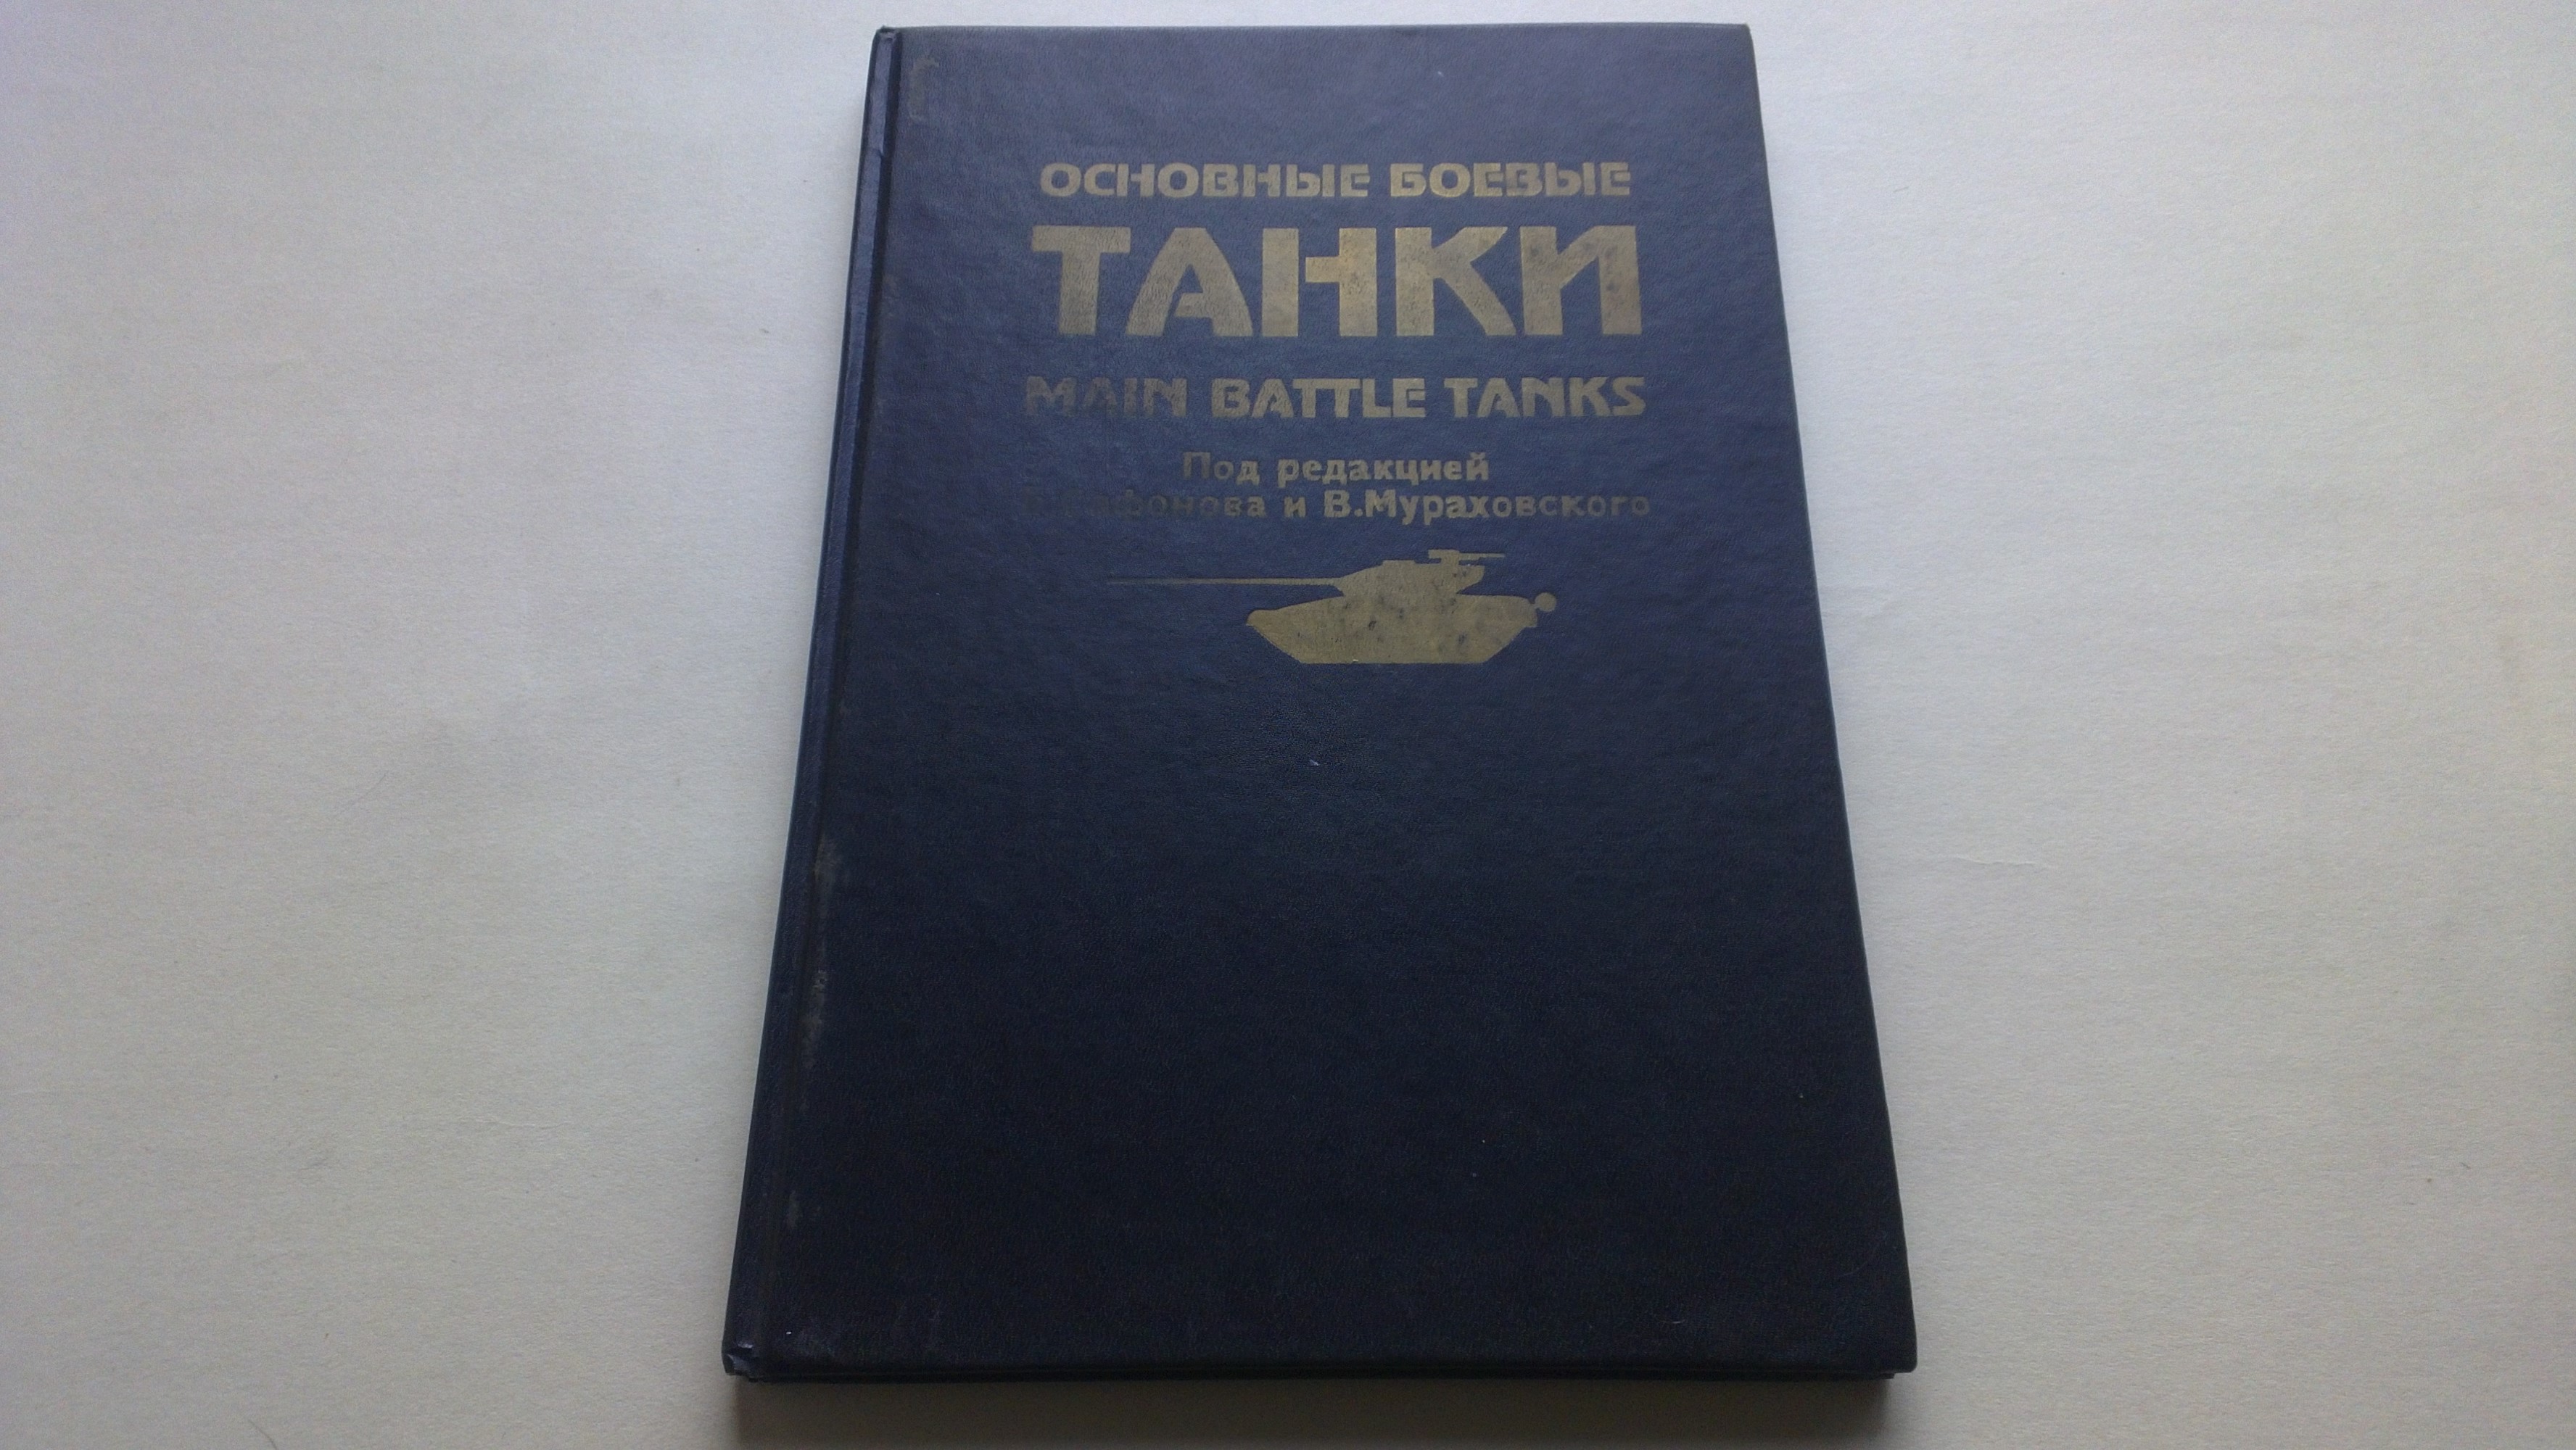 ОСНОВНЫЕ БОЕВЫЕ
ТАНКИ
MAIN BATTLE TANKS
Под редакцией
и В.Мураховского